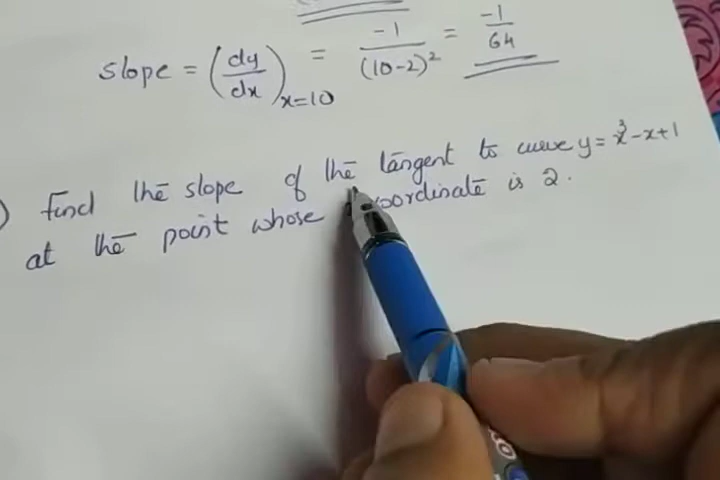 slope = (dy/dx)x=10 = -1/(10-2)² = -1/64
) Find the slope of the tangent to curve y = x³ - x + 1
at the point whose coordinate is 2.